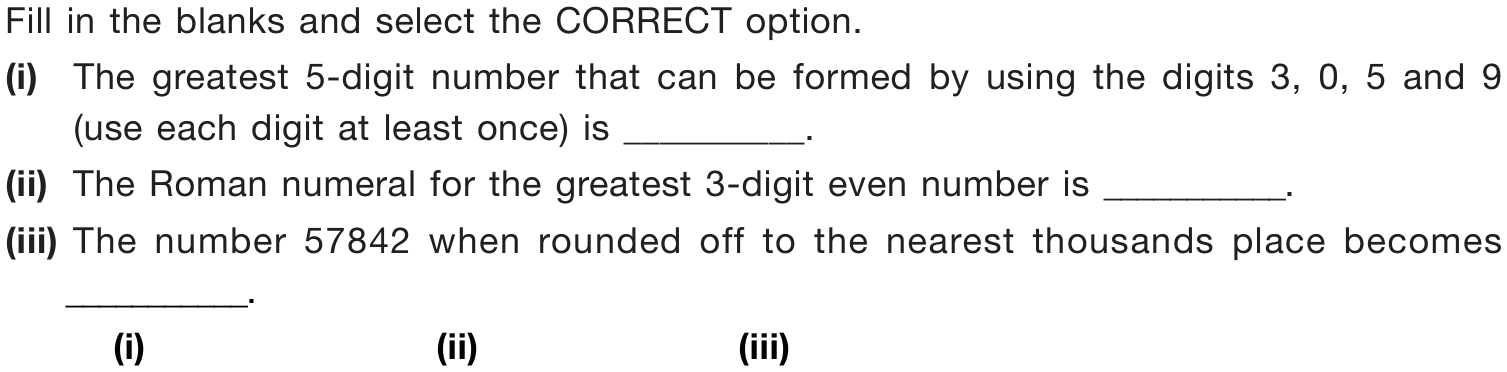 Fill in the blanks and select the CORRECT option.
(i) The greatest 5-digit number that can be formed by using the digits 3, 0, 5 and 9
(use each digit at least once) is __________.
(ii) The Roman numeral for the greatest 3-digit even number is __________.
(iii) The number 57842 when rounded off to the nearest thousands place becomes
__________.
(i) (ii) (iii)